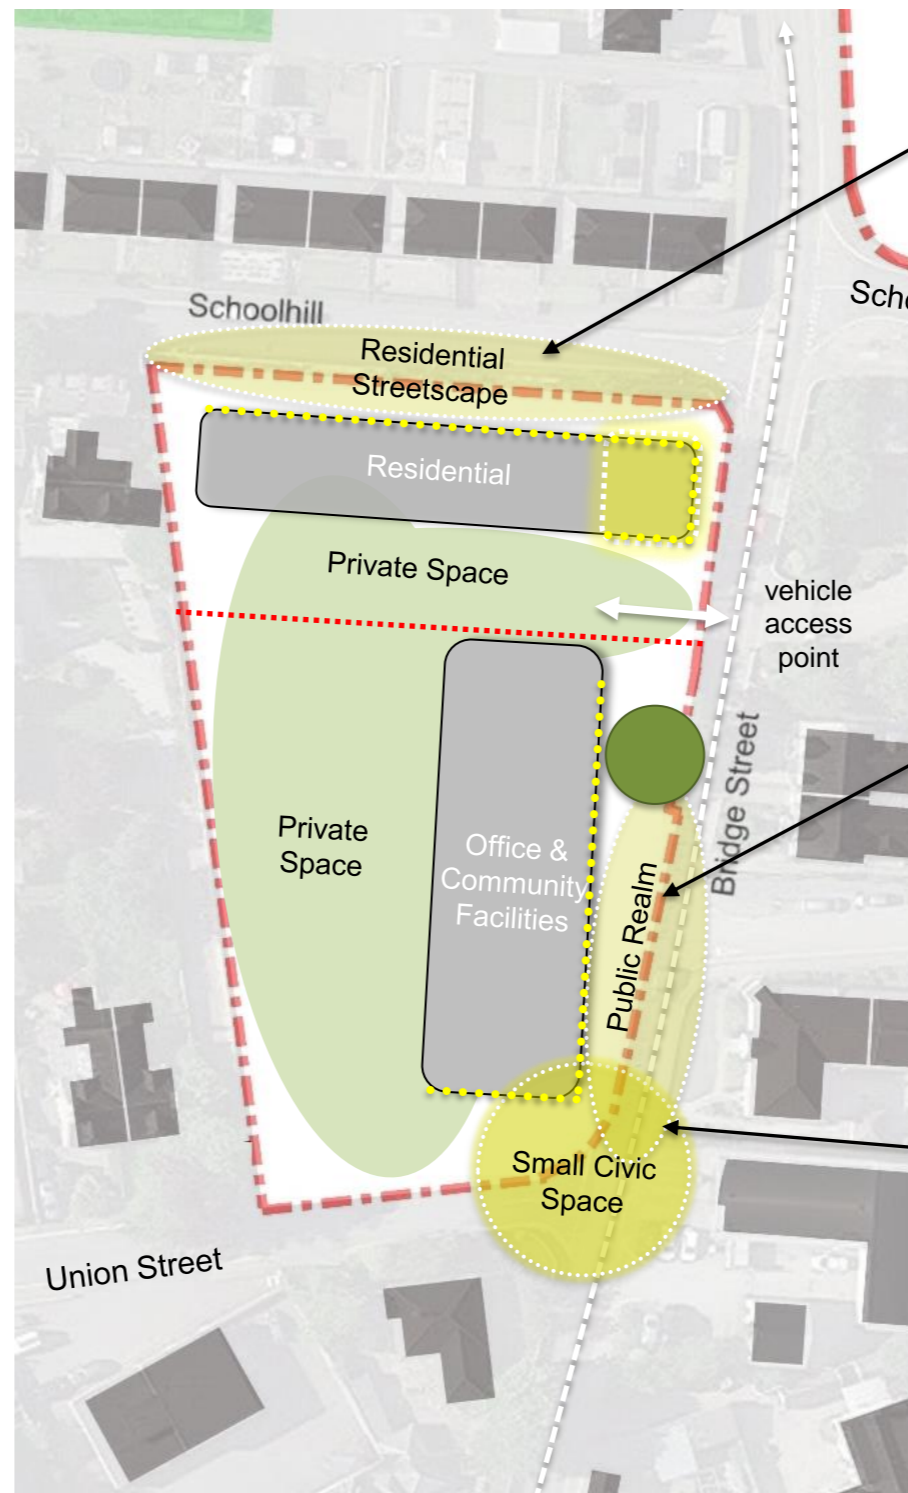 Scho
Schoolhill
Residential
Streetscape
Residential
Private Space
vehicle
access
point
Bridge Street
Private
Space
Office &
Community
Facilities
Public Realm
Small Civic
Space
Union Street